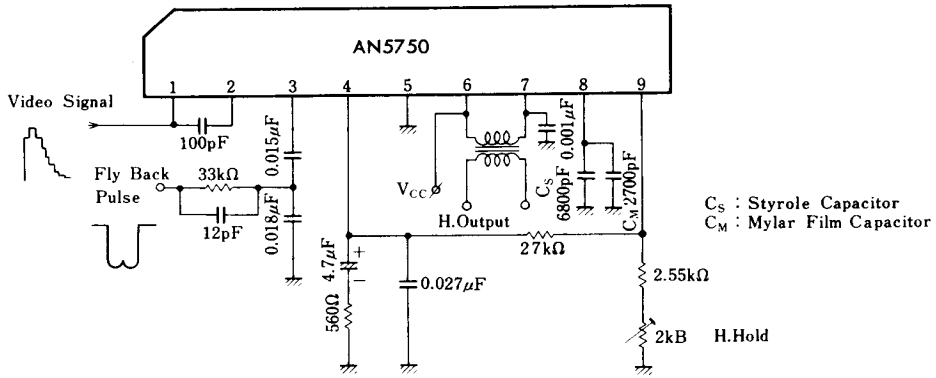 AN5750
1 2 3 4 5 6 7 8 9
Video Signal
100pF
0.015μF
0.001μF
Fly Back
Pulse
33kΩ
12pF
0.018μF
VCC
H.Output
CS
6800pF
CM 2700pF
CS : Styrole Capacitor
CM : Mylar Film Capacitor
27kΩ
4.7μF
+
−
560Ω
0.027μF
2.55kΩ
2kB H.Hold